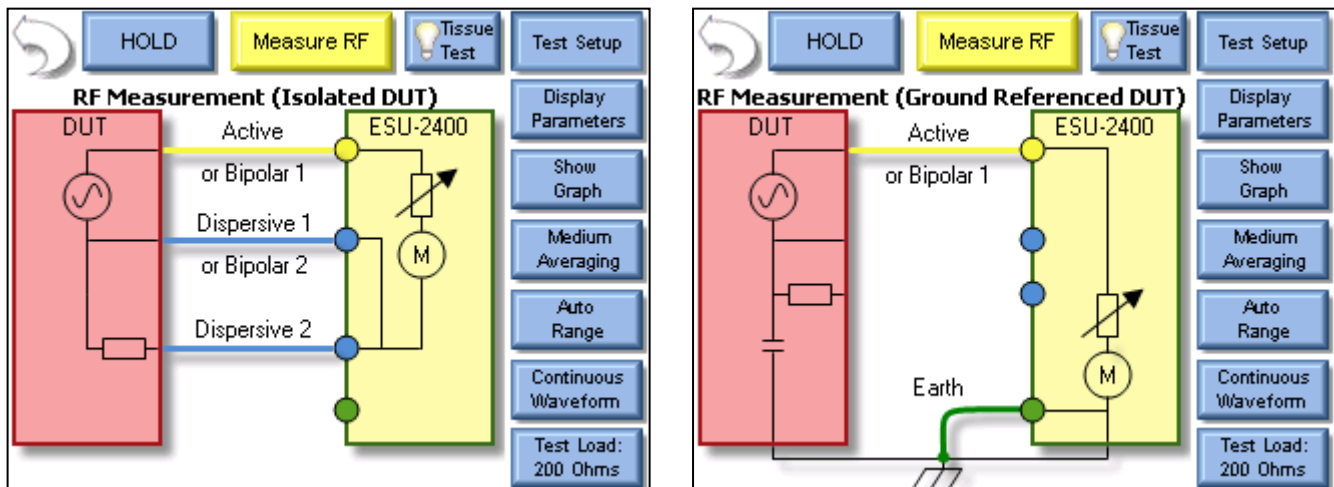 HOLD
Measure RF
Tissue
Test
Test Setup
RF Measurement (Isolated DUT)
DUT
Active
or Bipolar 1
Dispersive 1
or Bipolar 2
Dispersive 2
ESU-2400
M
Display
Parameters
Show
Graph
Medium
Averaging
Auto
Range
Continuous
Waveform
Test Load:
200 Ohms
HOLD
Measure RF
Tissue
Test
Test Setup
RF Measurement (Ground Referenced DUT)
DUT
Active
or Bipolar 1
Earth
ESU-2400
M
Display
Parameters
Show
Graph
Medium
Averaging
Auto
Range
Continuous
Waveform
Test Load:
200 Ohms